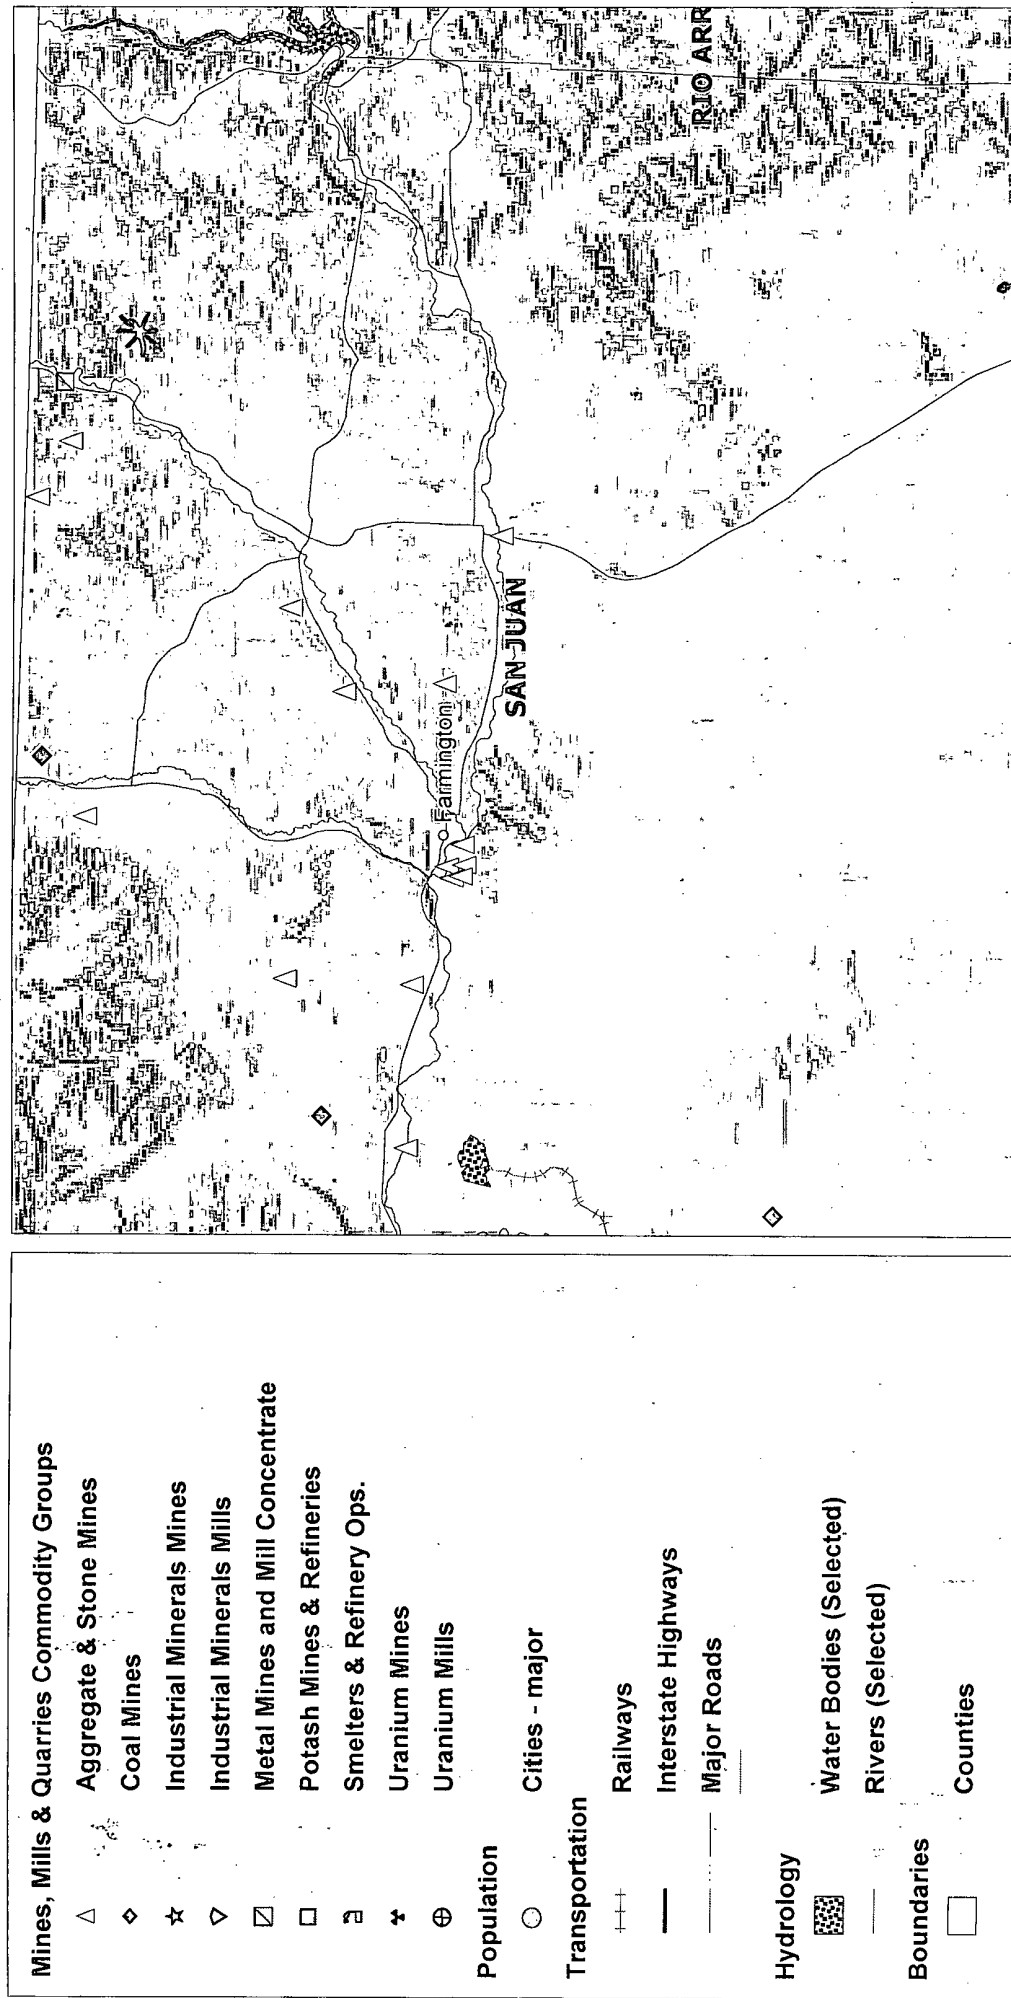 Mines, Mills & Quarries Commodity Groups
Aggregate & Stone Mines
Coal Mines
Industrial Minerals Mines
Industrial Minerals Mills
Metal Mines and Mill Concentrate
Potash Mines & Refineries
Smelters & Refinery Ops.
Uranium Mines
Uranium Mills
Population
Cities - major
Transportation
Railways
Interstate Highways
Major Roads
Hydrology
Water Bodies (Selected)
Rivers (Selected)
Boundaries
Counties
Farmington
SAN JUAN
RIO ARR